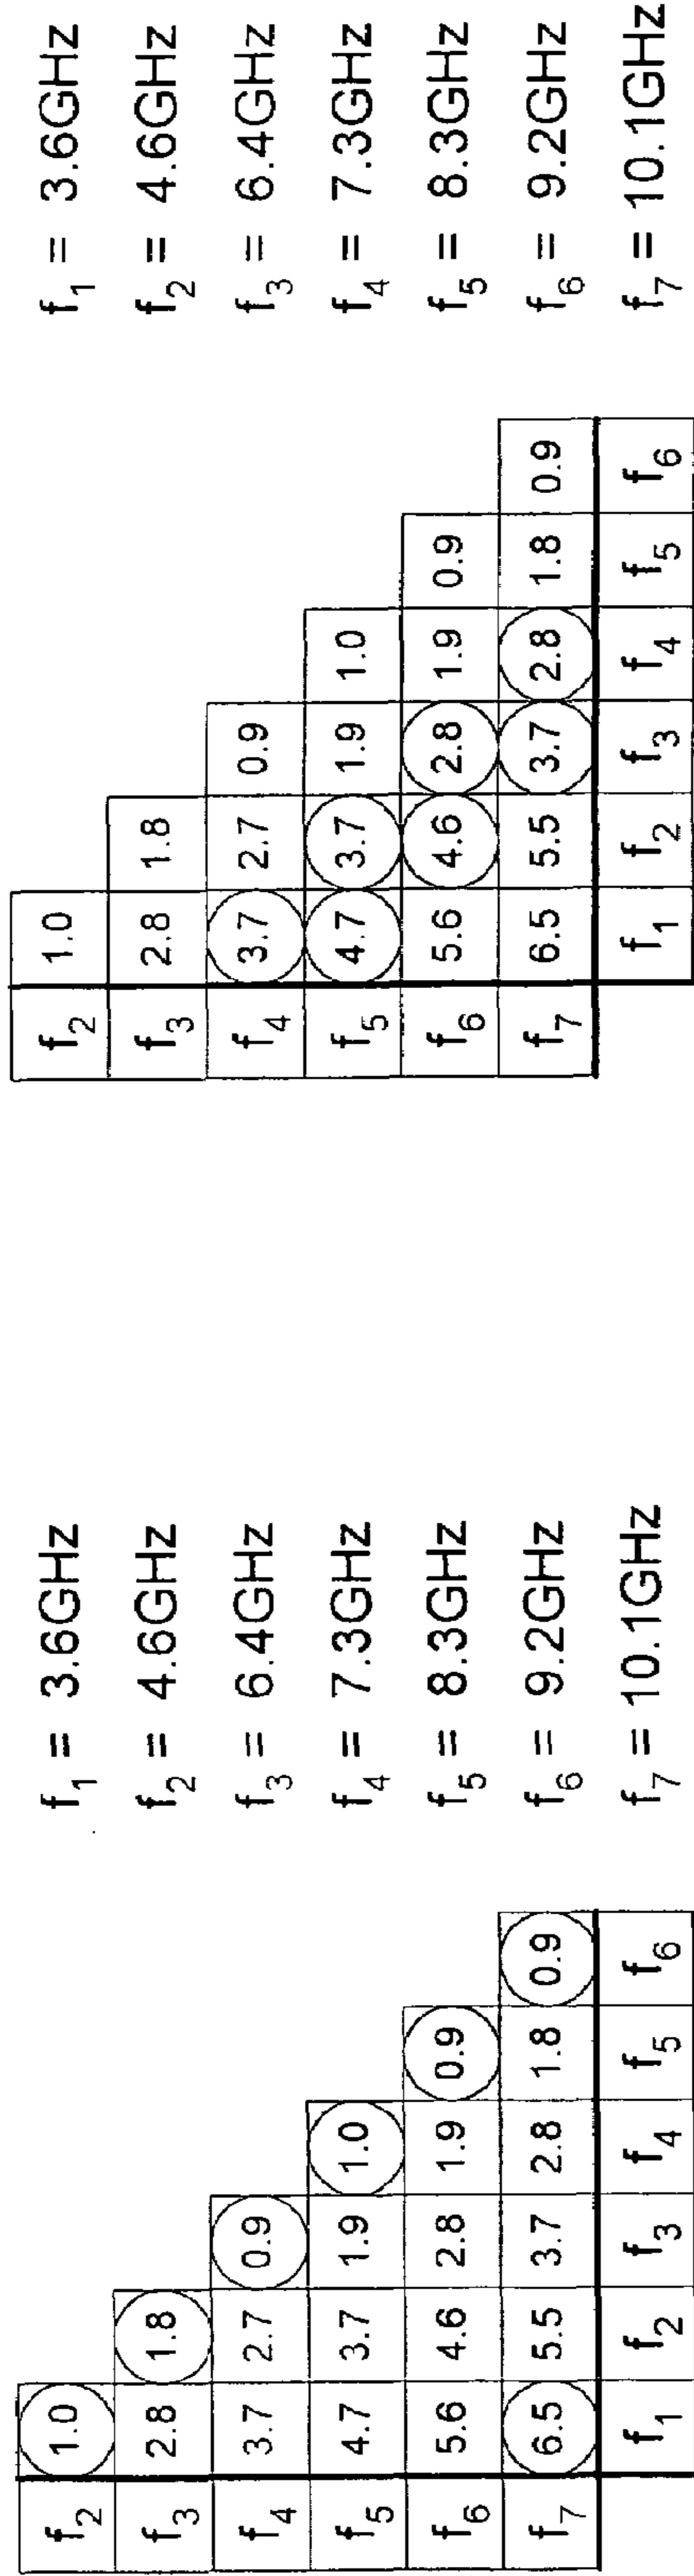 f2 1.0
f3 2.8 1.8
f4 3.7 2.7 0.9
f5 4.7 3.7 1.9 1.0
f6 5.6 4.6 2.8 1.9 0.9
f7 6.5 5.5 3.7 2.8 1.8 0.9
f1 f2 f3 f4 f5 f6
f1 = 3.6GHz
f2 = 4.6GHz
f3 = 6.4GHz
f4 = 7.3GHz
f5 = 8.3GHz
f6 = 9.2GHz
f7 = 10.1GHz
f2 1.0
f3 2.8 1.8
f4 3.7 2.7 0.9
f5 4.7 3.7 1.9 1.0
f6 5.6 4.6 2.8 1.9 0.9
f7 6.5 5.5 3.7 2.8 1.8 0.9
f1 f2 f3 f4 f5 f6
f1 = 3.6GHz
f2 = 4.6GHz
f3 = 6.4GHz
f4 = 7.3GHz
f5 = 8.3GHz
f6 = 9.2GHz
f7 = 10.1GHz